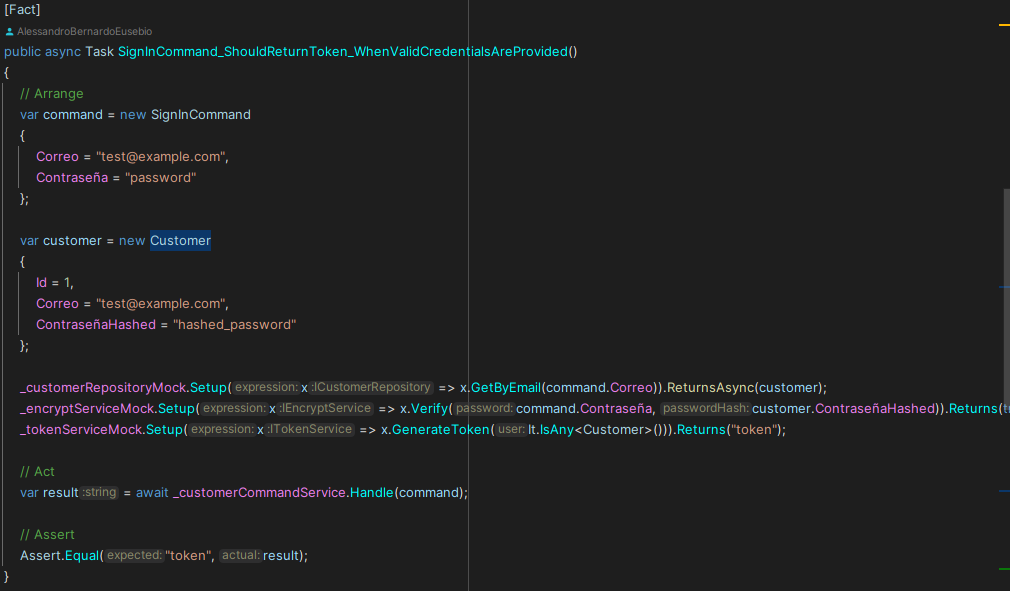 [Fact]
AlessandroBernardoEusebio
public async Task SignInCommand_ShouldReturnToken_WhenValidCredentialsAreProvided()
{
// Arrange
var command = new SignInCommand
{
Correo = "test@example.com",
Contraseña = "password"
};
var customer = new Customer
{
Id = 1,
Correo = "test@example.com",
ContraseñaHashed = "hashed_password"
};
_customerRepositoryMock.Setup( expression: x :ICustomerRepository => x.GetByEmail(command.Correo)).ReturnsAsync(customer);
_encryptServiceMock.Setup( expression: x :IEncryptService => x.Verify( password: command.Contraseña, passwordHash: customer.ContraseñaHashed)).Returns(
_tokenServiceMock.Setup( expression: x :ITokenService => x.GenerateToken( user: It.IsAny<Customer>())).Returns("token");
// Act
var result :string = await _customerCommandService.Handle(command);
// Assert
Assert.Equal( expected: "token", actual: result);
}